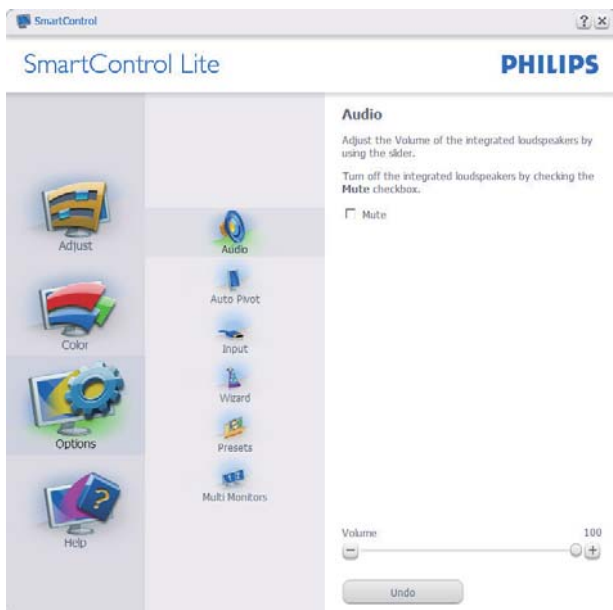 SmartControl
SmartControl Lite
PHILIPS
Adjust
Color
Options
Help
Audio
Auto Pivot
Input
Wizard
Presets
Multi Monitors
Audio
Adjust the Volume of the integrated loudspeakers by
using the slider.
Turn off the integrated loudspeakers by checking the
Mute checkbox.
Mute
Volume 100
Undo